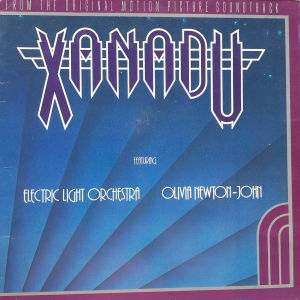 FROM THE ORIGINAL MOTION PICTURE SOUNDTRACK
XANADU
FEATURING
ELECTRIC LIGHT ORCHESTRA OLIVIA NEWTON-JOHN